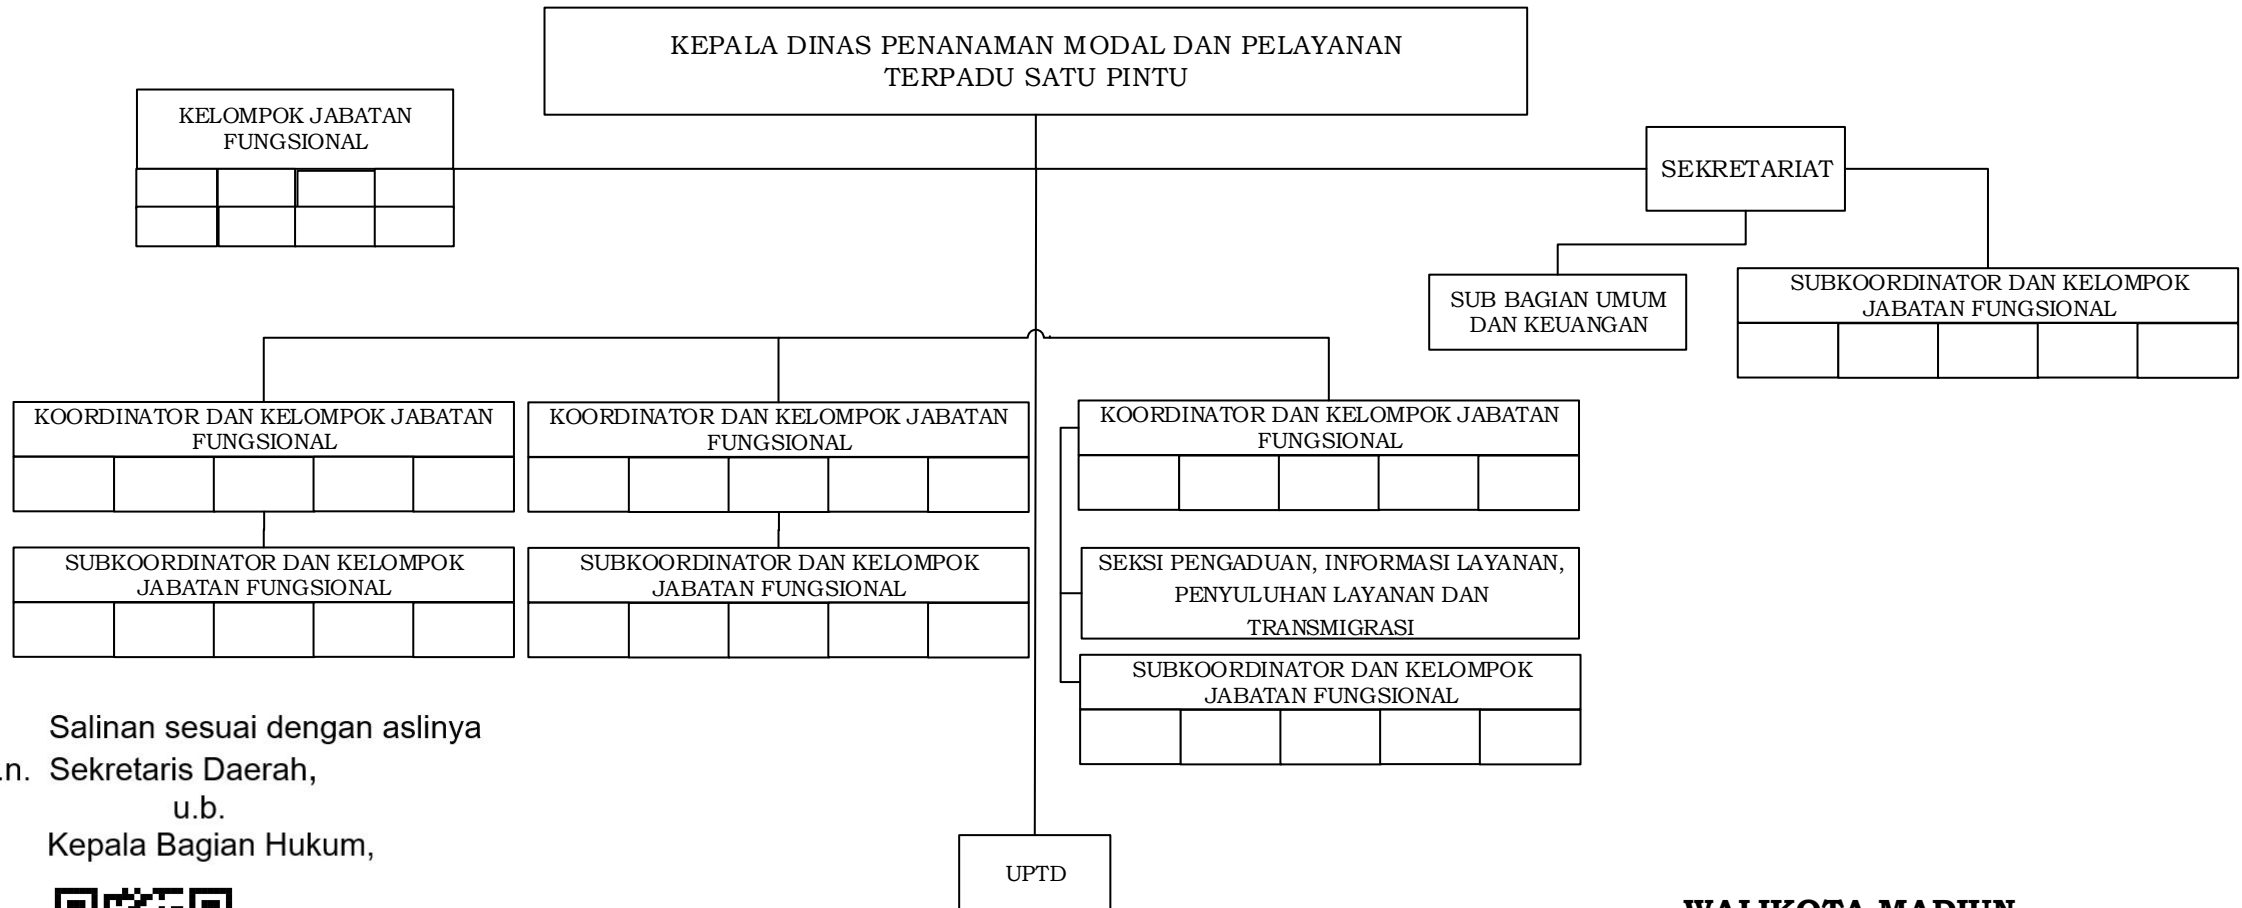 KEPALA DINAS PENANAMAN MODAL DAN PELAYANAN
TERPADU SATU PINTU
KELOMPOK JABATAN
FUNGSIONAL
SEKRETARIAT
SUB BAGIAN UMUM
DAN KEUANGAN
SUBKOORDINATOR DAN KELOMPOK
JABATAN FUNGSIONAL
KOORDINATOR DAN KELOMPOK JABATAN
FUNGSIONAL
KOORDINATOR DAN KELOMPOK JABATAN
FUNGSIONAL
KOORDINATOR DAN KELOMPOK JABATAN
FUNGSIONAL
SUBKOORDINATOR DAN KELOMPOK
JABATAN FUNGSIONAL
SUBKOORDINATOR DAN KELOMPOK
JABATAN FUNGSIONAL
SEKSI PENGADUAN, INFORMASI LAYANAN,
PENYULUHAN LAYANAN DAN
TRANSMIGRASI
SUBKOORDINATOR DAN KELOMPOK
JABATAN FUNGSIONAL
Salinan sesuai dengan aslinya
.n. Sekretaris Daerah,
u.b.
Kepala Bagian Hukum,
UPTD
WALIKOTA MADIUN